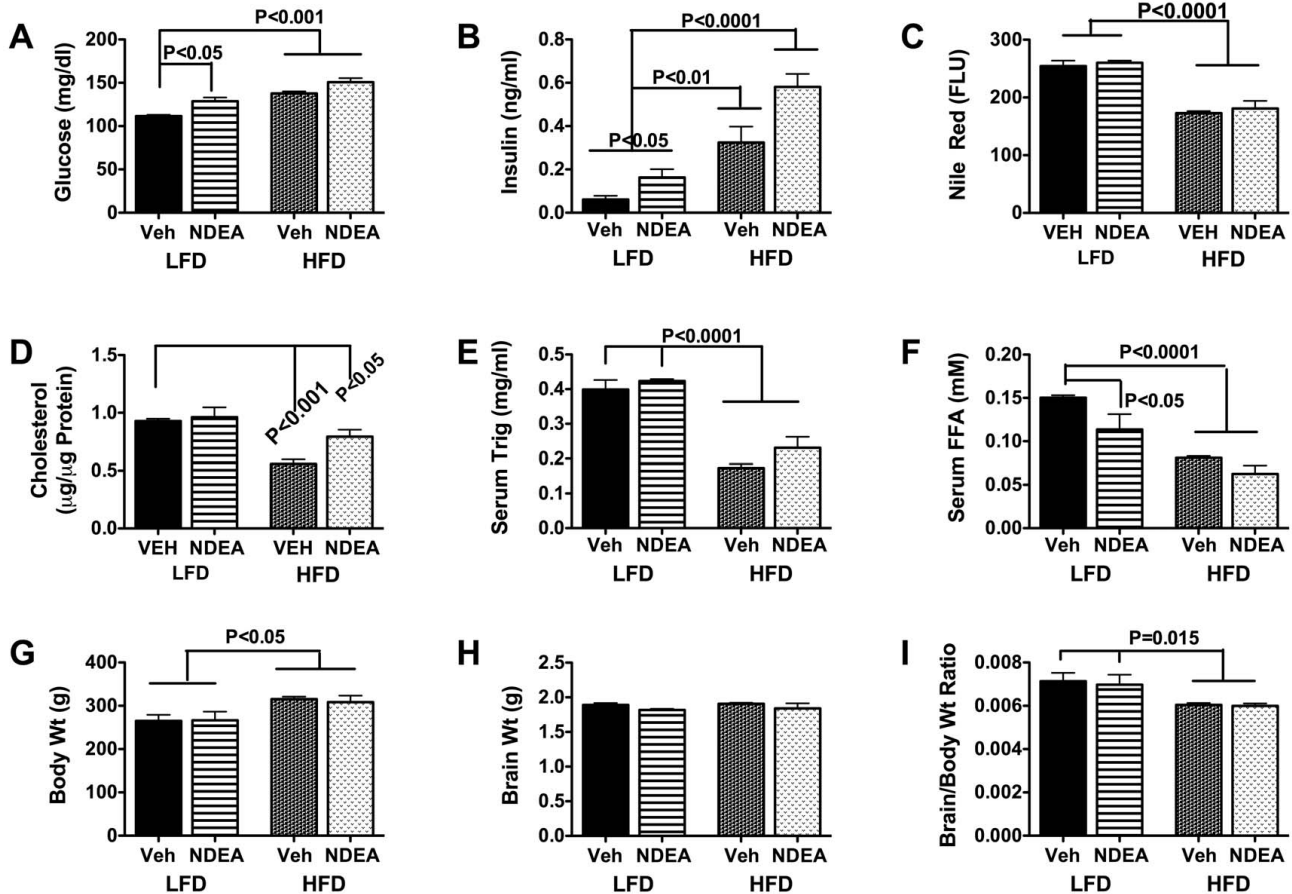 A
P<0.001
P<0.05
Glucose (mg/dl)
200
150
100
50
0
Veh NDEA Veh NDEA
LFD HFD
B
P<0.0001
P<0.01
P<0.05
Insulin (ng/ml)
0.8
0.6
0.4
0.2
0.0
Veh NDEA Veh NDEA
LFD HFD
C
P<0.0001
Nile Red (FLU)
300
200
100
0
VEH NDEA VEH NDEA
LFD HFD
D
P<0.001
P<0.05
Cholesterol
(µg/µg Protein)
1.5
1.0
0.5
0.0
VEH NDEA VEH NDEA
LFD HFD
E
P<0.0001
Serum Trig (mg/ml)
0.5
0.4
0.3
0.2
0.1
0.0
Veh NDEA Veh NDEA
LFD HFD
F
P<0.0001
P<0.05
Serum FFA (mM)
0.20
0.15
0.10
0.05
0.00
Veh NDEA Veh NDEA
LFD HFD
G
P<0.05
Body Wt (g)
400
300
200
100
0
Veh NDEA Veh NDEA
LFD HFD
H
Brain Wt (g)
2.5
2.0
1.5
1.0
0.5
0.0
Veh NDEA Veh NDEA
LFD HFD
I
P=0.015
Brain/Body Wt Ratio
0.008
0.006
0.004
0.002
0.000
Veh NDEA Veh NDEA
LFD HFD